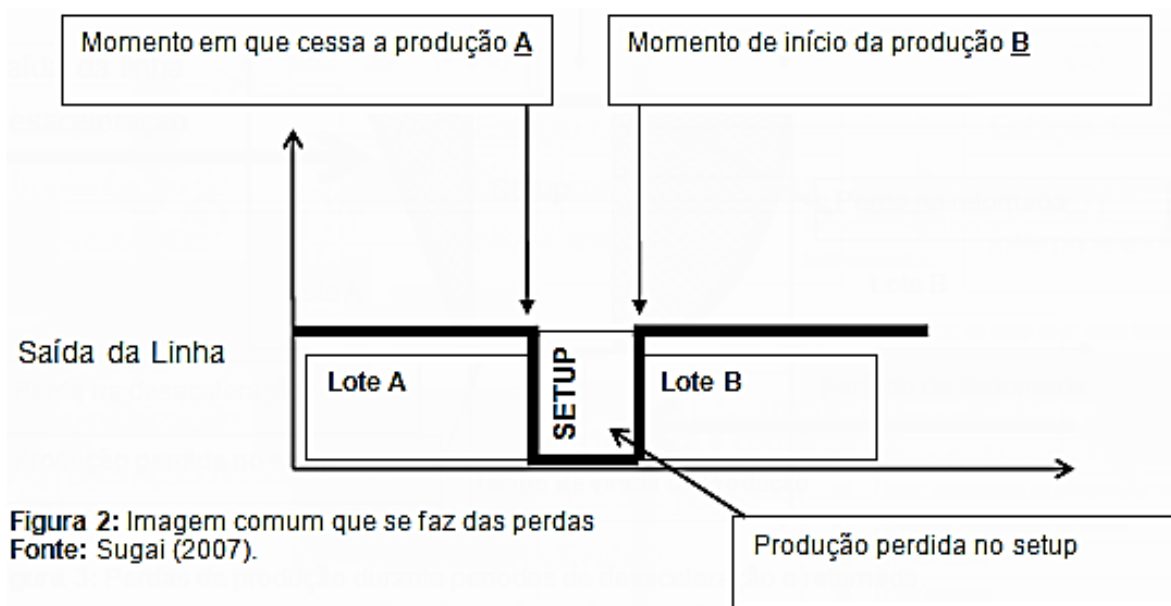 Momento em que cessa a produção A
Momento de início da produção B
Saída da Linha
Lote A
SETUP
Lote B
Figura 2: Imagem comum que se faz das perdas
Fonte: Sugai (2007).
Produção perdida no setup